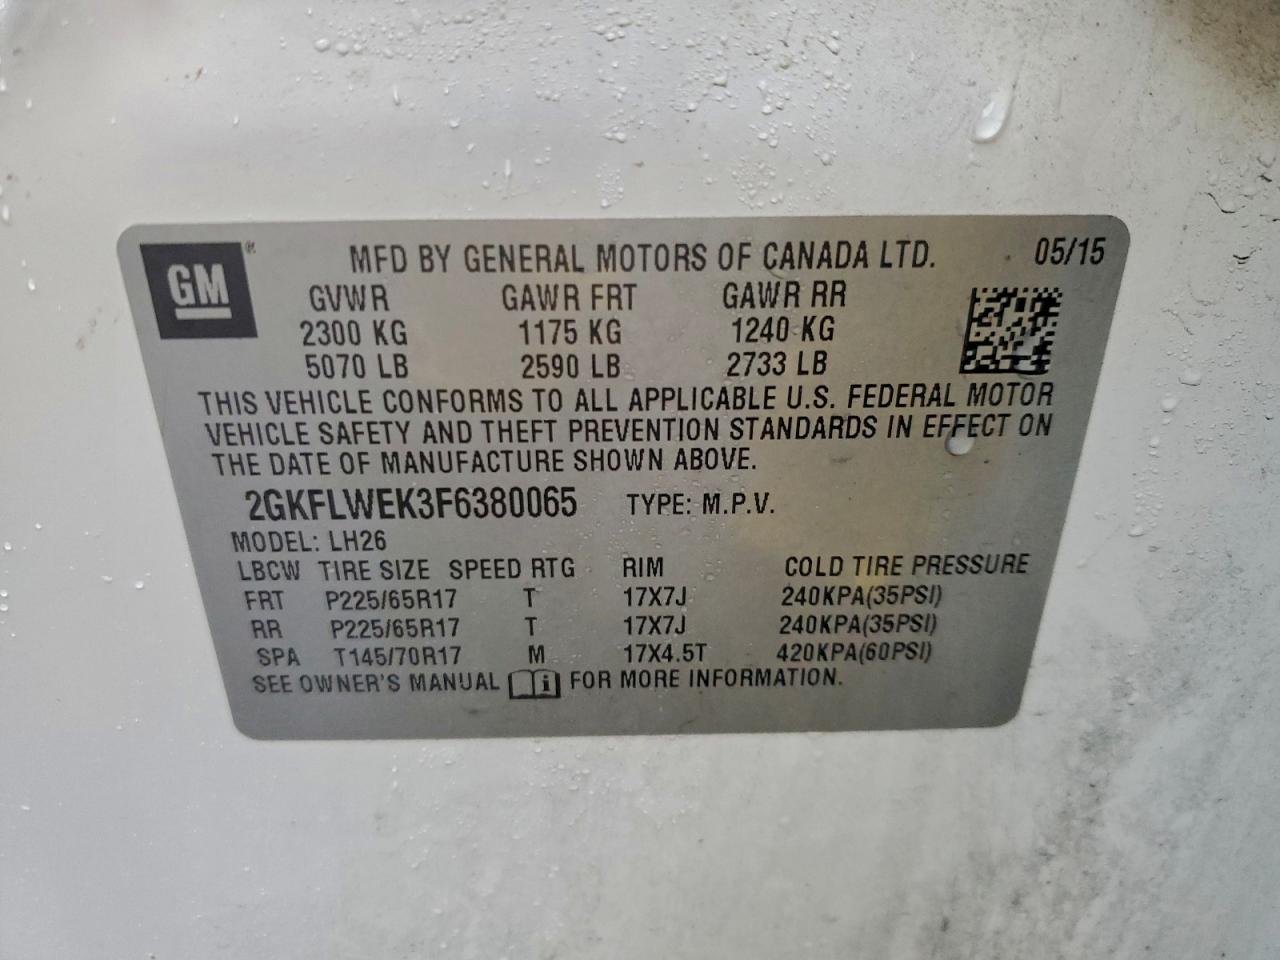 GM®
MFD BY GENERAL MOTORS OF CANADA LTD. 05/15
GVWR GAWR FRT GAWR RR
2300 KG 1175 KG 1240 KG
5070 LB 2590 LB 2733 LB
THIS VEHICLE CONFORMS TO ALL APPLICABLE U.S. FEDERAL MOTOR
VEHICLE SAFETY AND THEFT PREVENTION STANDARDS IN EFFECT ON
THE DATE OF MANUFACTURE SHOWN ABOVE.
2GKFLWEK3F6380065 TYPE: M.P.V.
MODEL: LH26
LBCW TIRE SIZE SPEED RTG RIM COLD TIRE PRESSURE
FRT P225/65R17 T 17X7J 240KPA(35PSI)
RR P225/65R17 T 17X7J 240KPA(35PSI)
SPA T145/70R17 M 17X4.5T 420KPA(60PSI)
SEE OWNER'S MANUAL i FOR MORE INFORMATION.